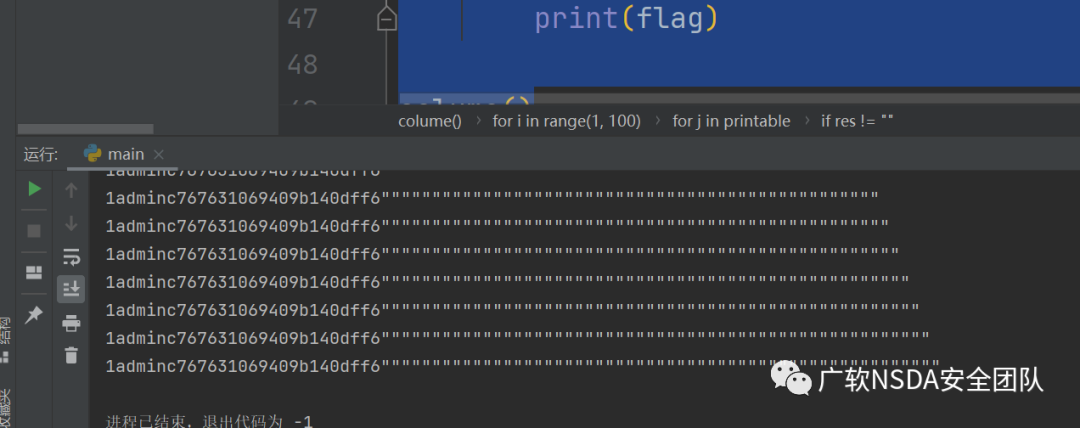 47
print(flag)
48
colume() › for i in range(1, 100) › for j in printable › if res != ""
运行: main ×
1adminc767631069409b140dff6"""""""""""""""""""""""""""""""""""""""""""""""""
1adminc767631069409b140dff6""""""""""""""""""""""""""""""""""""""""""""""""""
1adminc767631069409b140dff6"""""""""""""""""""""""""""""""""""""""""""""""""""
1adminc767631069409b140dff6""""""""""""""""""""""""""""""""""""""""""""""""""""
1adminc767631069409b140dff6"""""""""""""""""""""""""""""""""""""""""""""""""""""
1adminc767631069409b140dff6""""""""""""""""""""""""""""""""""""""""""""""""""""""
1adminc767631069409b140dff6"""""""""""""""""""""""""""""""""""""""""""""""""""""""
广软NSDA安全团队
进程已结束，退出代码为 -1
结构
收藏夹